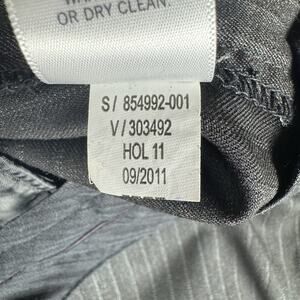 OR DRY CLEAN.
S/ 854992-001
V/ 303492
HOL 11
09/2011